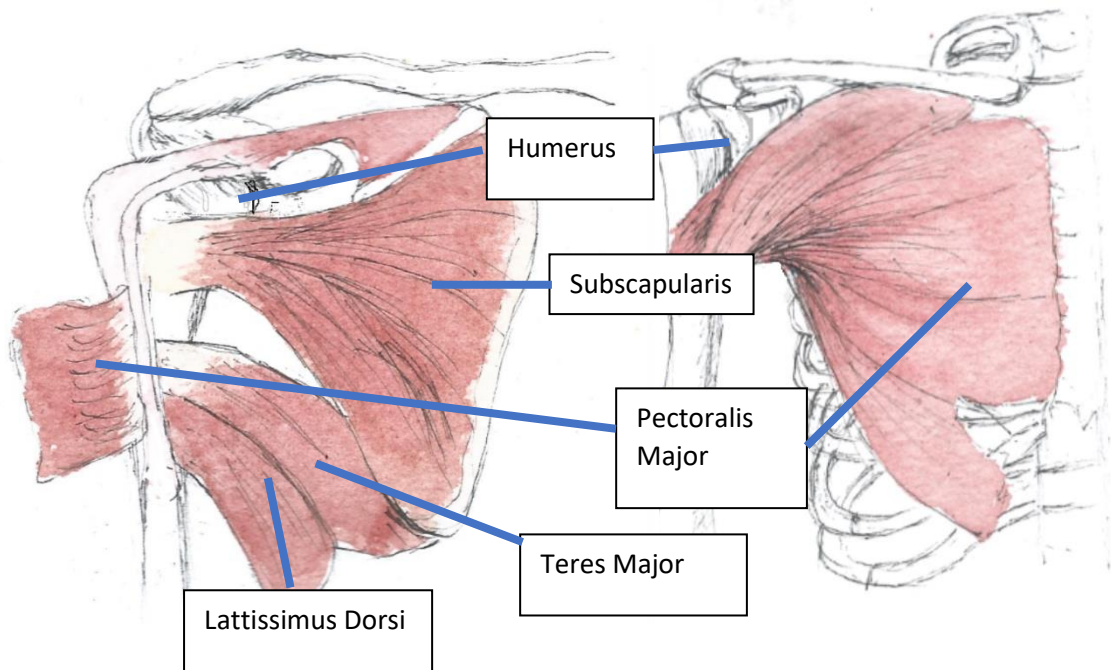 Humerus
Subscapularis
Pectoralis
Major
Teres Major
Lattissimus Dorsi